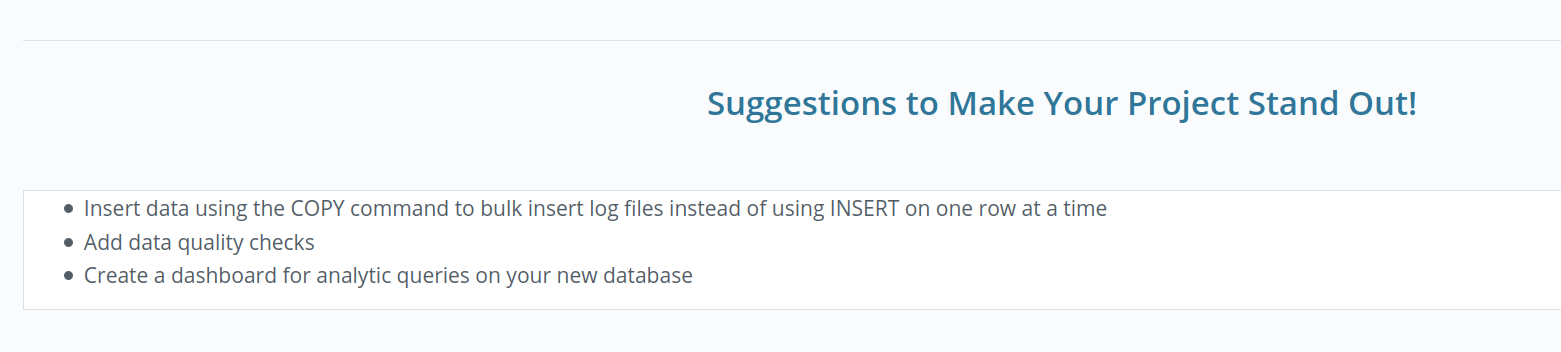 Suggestions to Make Your Project Stand Out!
Insert data using the COPY command to bulk insert log files instead of using INSERT on one row at a time
Add data quality checks
Create a dashboard for analytic queries on your new database